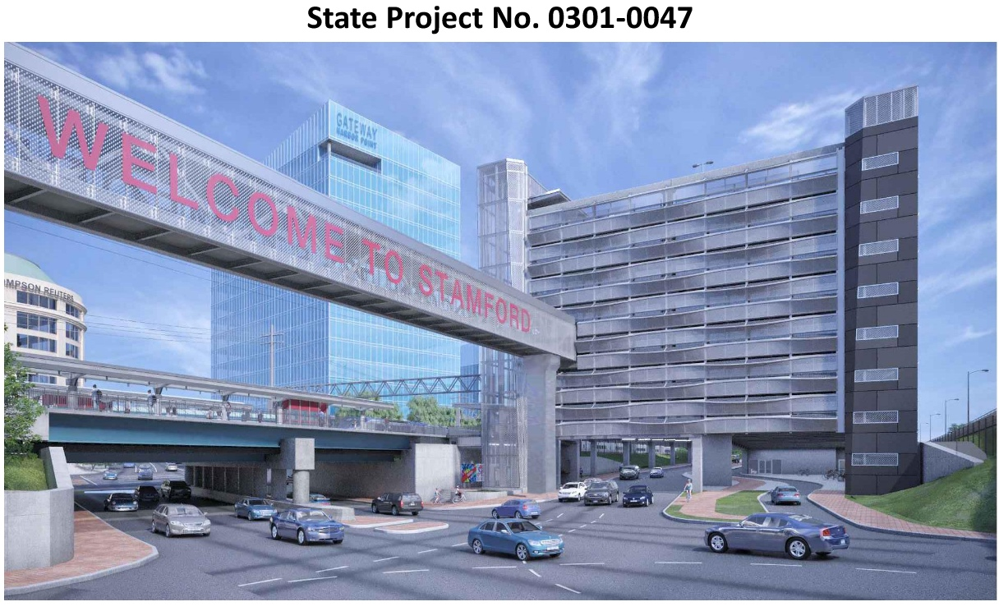 State Project No. 0301-0047
WELCOME TO STAMFORD
GATEWAY
HARBOR POINT
MPSON REUTERS